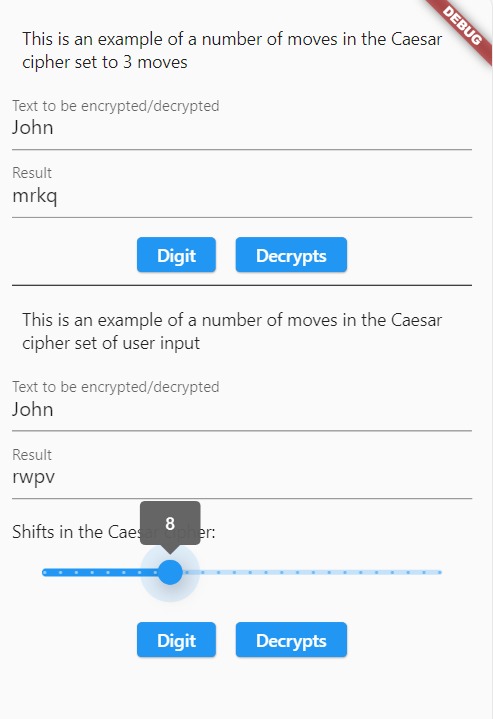 DEBUG
This is an example of a number of moves in the Caesar
cipher set to 3 moves
Text to be encrypted/decrypted
John
Result
mrkq
Digit Decrypts
This is an example of a number of moves in the Caesar
cipher set of user input
Text to be encrypted/decrypted
John
Result
rwpv
8
Shifts in the Caesar cipher:
Digit Decrypts